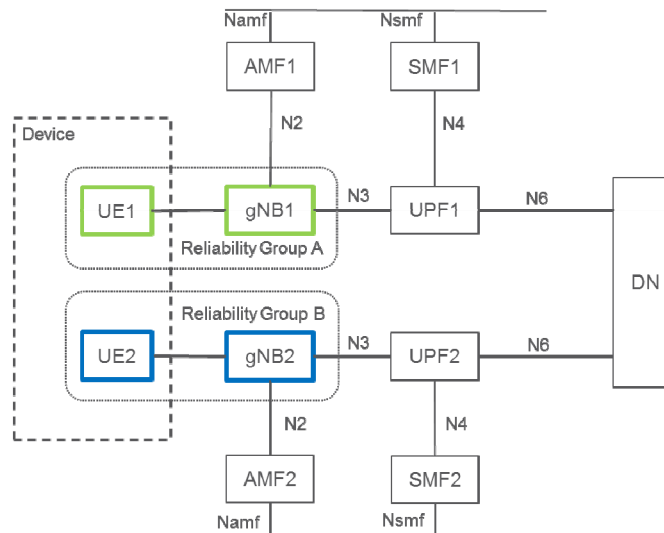 Namf
Nsmf
AMF1
SMF1
N2
N4
Device
UE1
gNB1
N3
UPF1
N6
Reliability Group A
DN
Reliability Group B
UE2
gNB2
N3
UPF2
N6
N2
N4
AMF2
SMF2
Namf
Nsmf